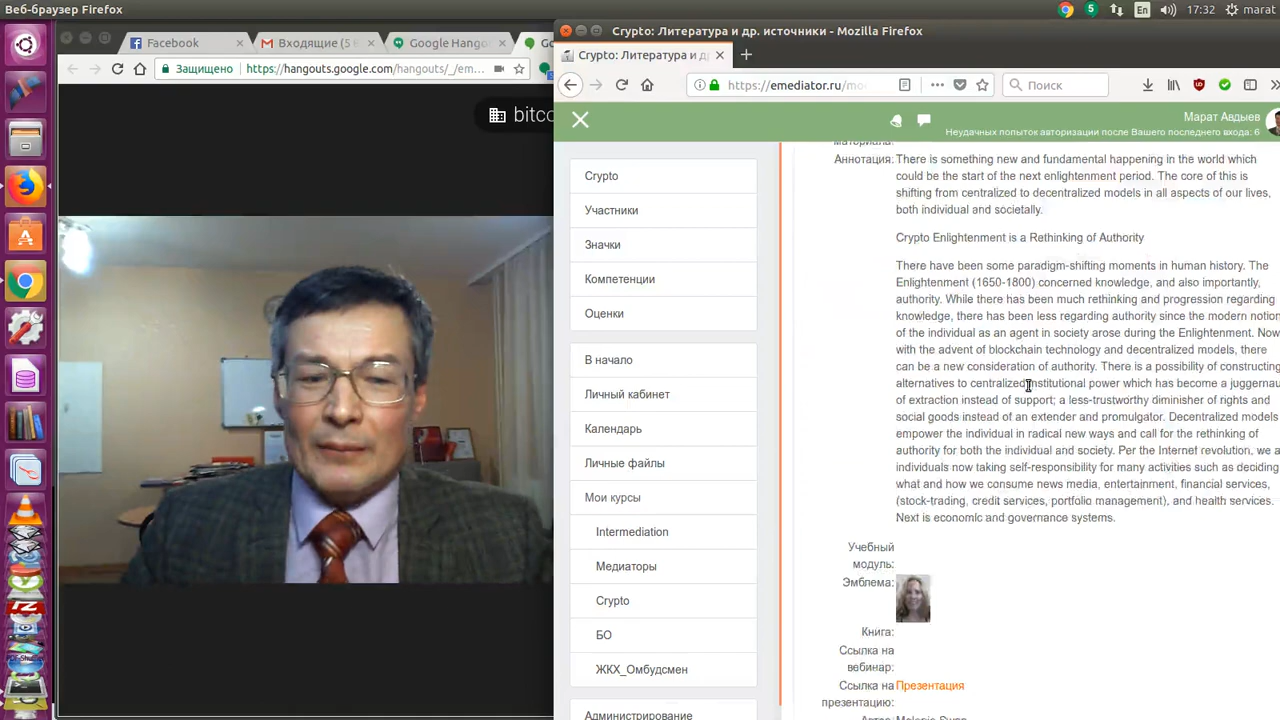 Веб-браузер Firefox
En
17:32
marat
Facebook
Входящие (5
Google Hang
Защищено
https://hangouts.google.com/hangouts/_/em...
bitco
Crypto: Литература и др. источники - Mozilla Firefox
Crypto: Литература и др
https://emediator.ru/mo
Поиск
Марат Авдыев
Неудачных попыток авторизации после Вашего последнего входа: 6
Crypto
Участники
Значки
Компетенции
Оценки
В начало
Личный кабинет
Календарь
Личные файлы
Мои курсы
Intermediation
Медиаторы
Crypto
БО
ЖКХ_Омбудсмен
Администрирование
материала:
Аннотация: There is something new and fundamental happening in the world which
could be the start of the next enlightenment period. The core of this is
shifting from centralized to decentralized models in all aspects of our lives,
both individual and societally.
Crypto Enlightenment is a Rethinking of Authority
There have been some paradigm-shifting moments in human history. The
Enlightenment (1650-1800) concerned knowledge, and also importantly,
authority. While there has been much rethinking and progression regarding
knowledge, there has been less regarding authority since the modern notion
of the individual as an agent in society arose during the Enlightenment. Now
with the advent of blockchain technology and decentralized models, there
can be a new consideration of authority. There is a possibility of constructing
alternatives to centralized institutional power which has become a juggernau
of extraction instead of support; a less-trustworthy diminisher of rights and
social goods instead of an extender and promulgator. Decentralized models
empower the individual in radical new ways and call for the rethinking of
authority for both the individual and society. Per the Internet revolution, we a
individuals now taking self-responsibility for many activities such as deciding
what and how we consume news media, entertainment, financial services,
(stock-trading, credit services, portfolio management), and health services.
Next is economic and governance systems.
Учебный
модуль:
Эмблема:
Книга:
Ссылка на
вебинар:
Ссылка на Презентация
презентацию: